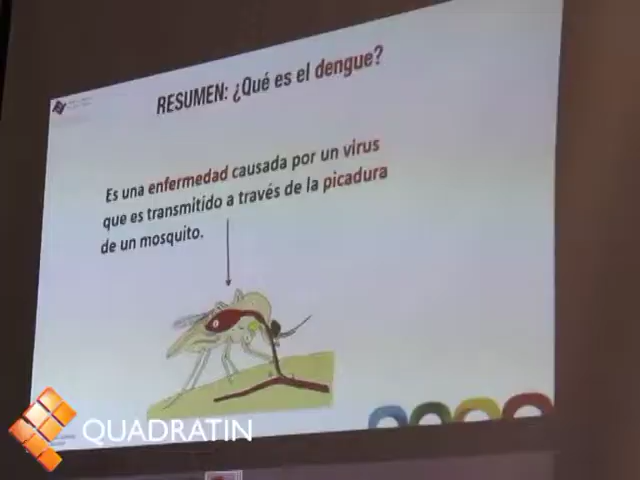 RESUMEN: ¿Qué es el dengue?
Es una enfermedad causada por un virus
que es transmitido a través de la picadura
de un mosquito.
QUADRATIN